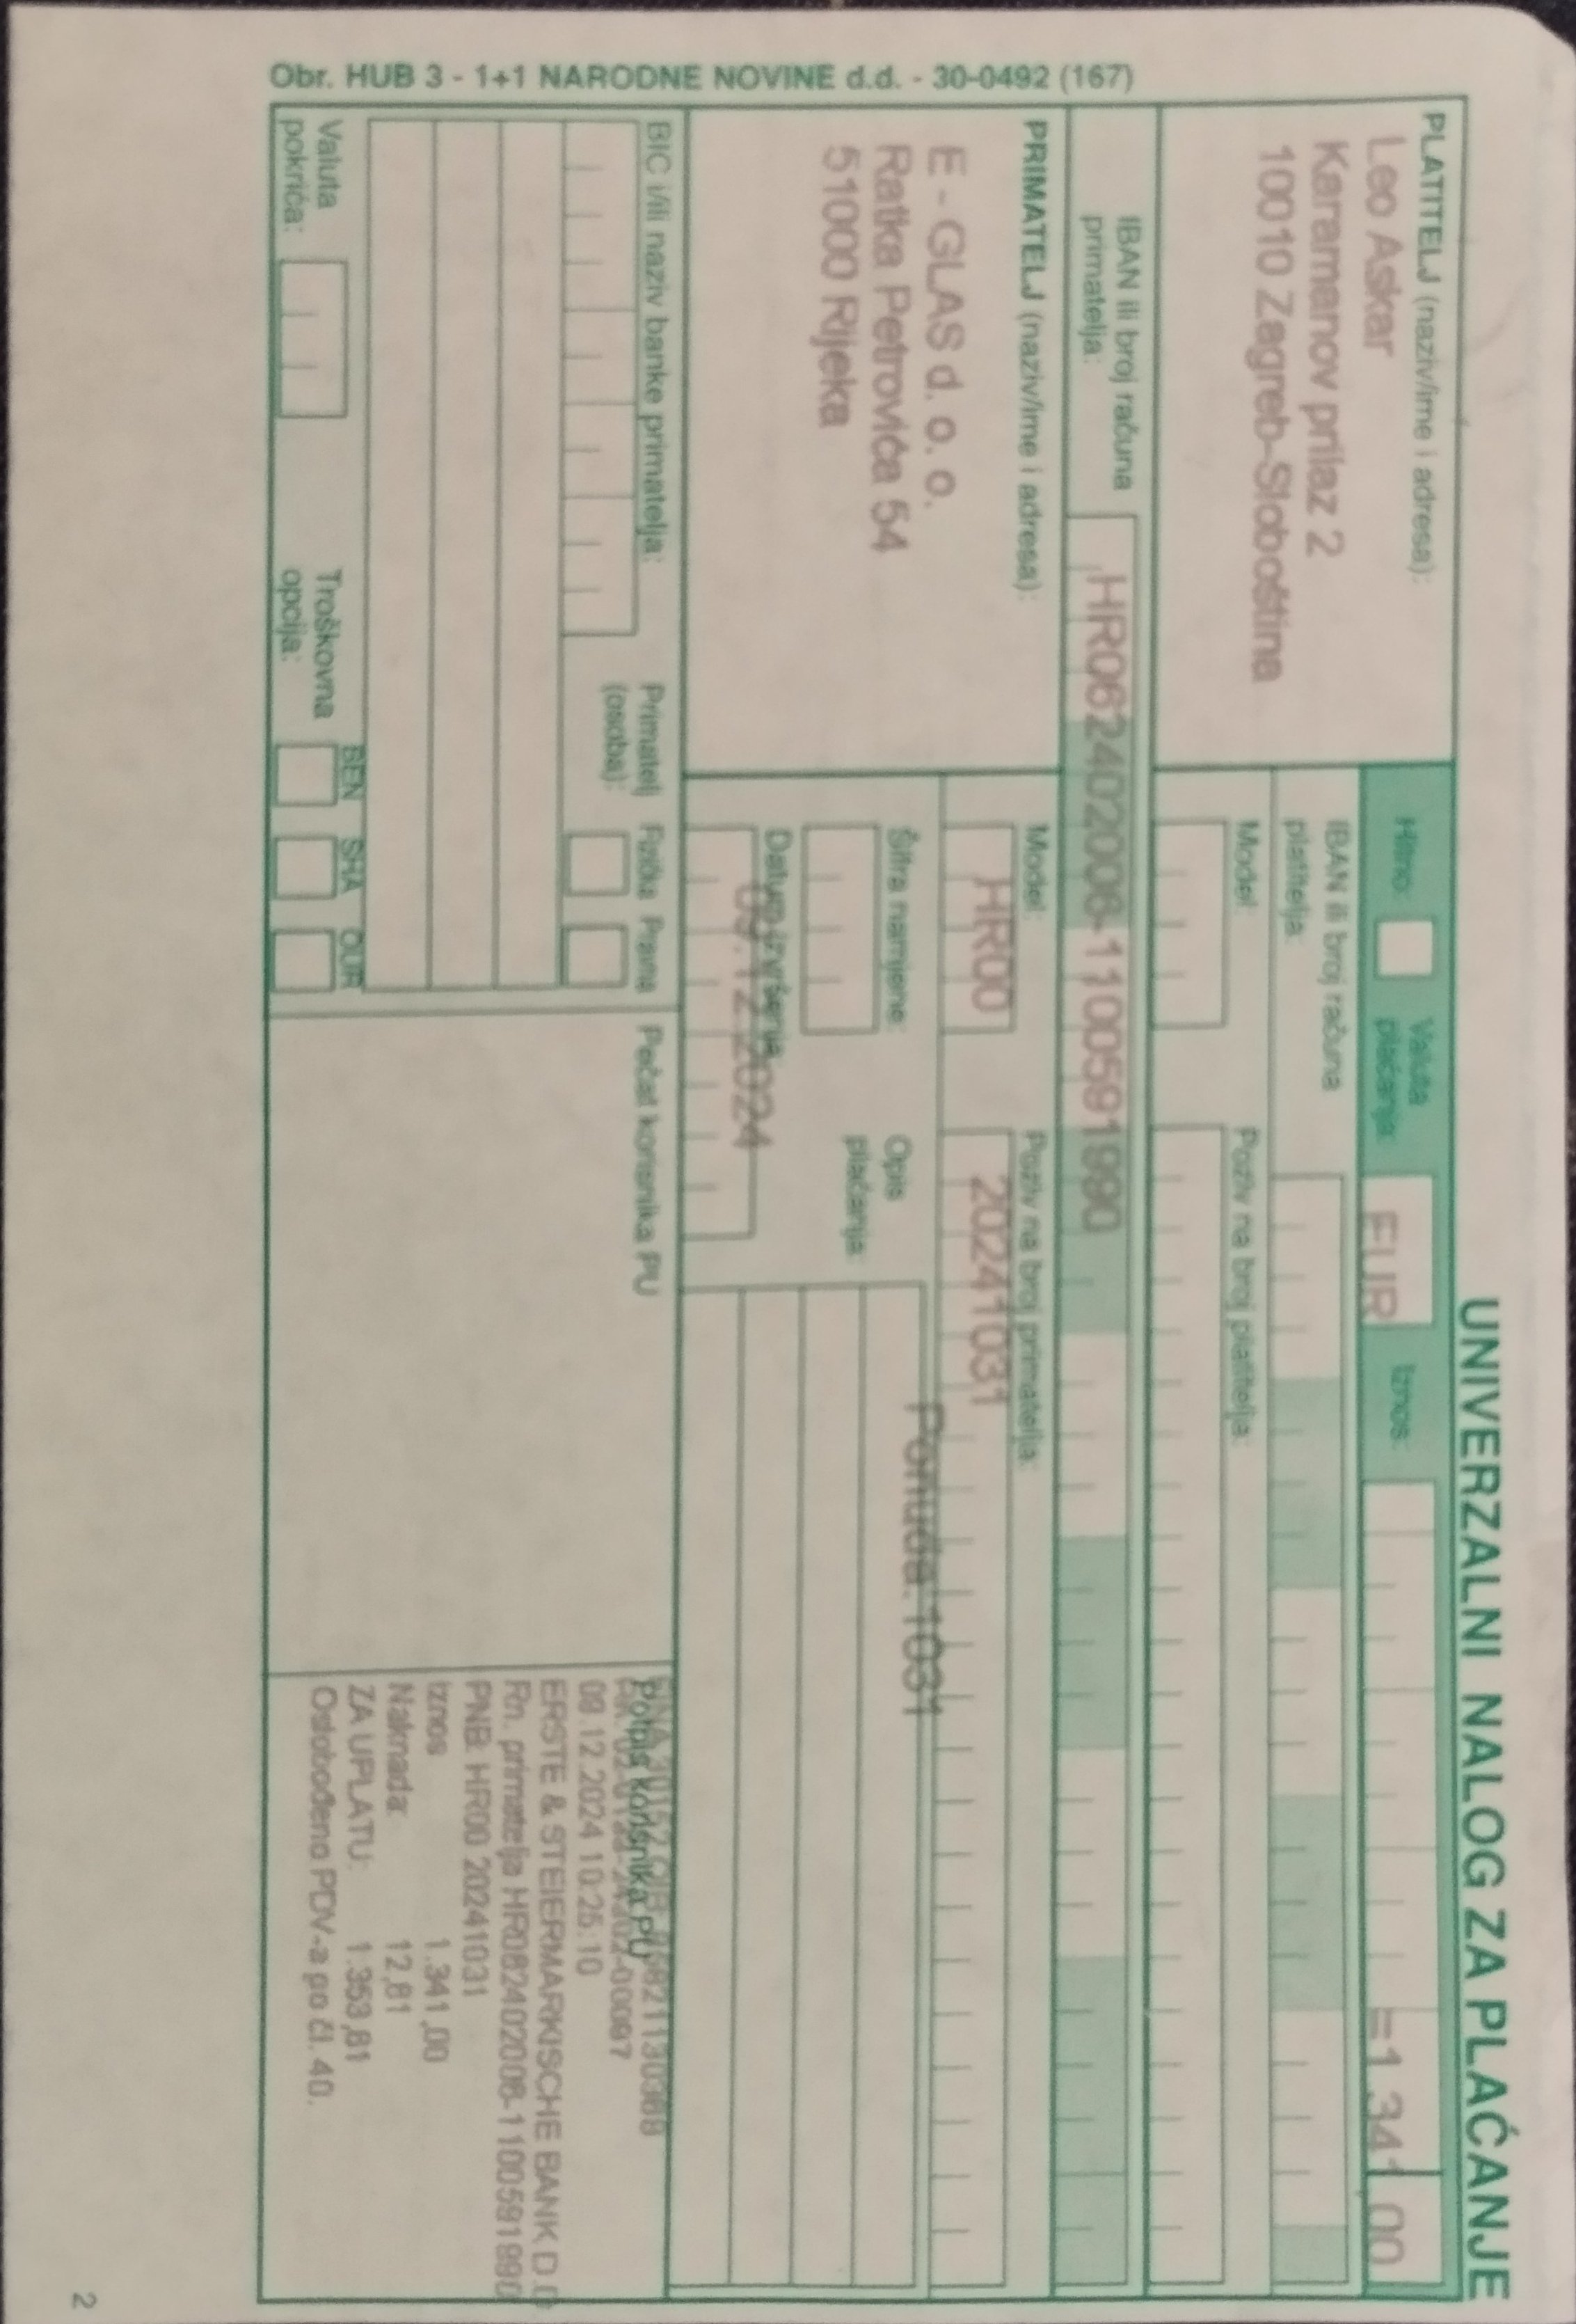 UNIVERZALNI NALOG ZA PLAĆANJE
PLATITELJ (naziv/ime i adresa):
Leo Askar
Karamanov prilaz 2
10010 Zagreb-Sloboština
Hitno:
Valuta plaćanja:
EUR
Iznos:
=1.341,00
IBAN ili broj računa platitelja:
Model:
Poziv na broj platitelja:
IBAN ili broj računa primatelja:
HR0624020061100591990
PRIMATELJ (naziv/ime i adresa):
E - GLAS d. o. o.
Ratka Petrovića 54
51000 Rijeka
Model:
HR00
Poziv na broj primatelja:
20241031
Šifra namjene:
Opis plaćanja:
Ponuda: 1031
Datum izvršenja:
09.12.2024
BIC i/ili naziv banke primatelja:
Primatelj (osoba):
Fizička
Pravna
Valuta pokrića:
Troškovna opcija:
BEN
SHA
OUR
Pečat korisnika PU
Potpis korisnika PU
09.12.2024 10:25:10
ERSTE & STEIERMARKISCHE BANK D.D
Rn. primatelja
PNB: HR00 20241031
Iznos 1.341,00
Naknada: 12,81
ZA UPLATU: 1.353,81
Oslobođeno PDV-a po čl. 40.
Obr. HUB 3 - 1+1 NARODNE NOVINE d.d. - 30-0492 (167)
2